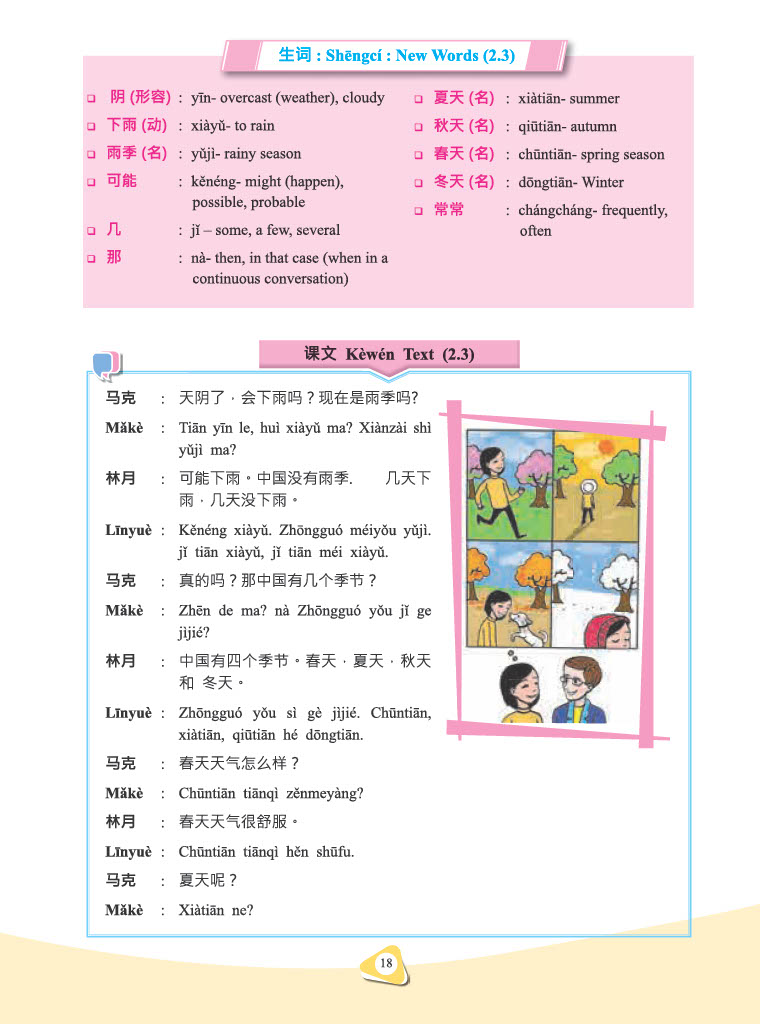 生词 : Shēngcí : New Words (2.3)
❑ 阴 (形容) : yīn- overcast (weather), cloudy
❑ 下雨 (动) : xiàyǔ- to rain
❑ 雨季 (名) : yǔjì- rainy season
❑ 可能 : kěnéng- might (happen),
possible, probable
❑ 几 : jǐ – some, a few, several
❑ 那 : nà- then, in that case (when in a
continuous conversation)
❑ 夏天 (名) : xiàtiān- summer
❑ 秋天 (名) : qiūtiān- autumn
❑ 春天 (名) : chūntiān- spring season
❑ 冬天 (名) : dōngtiān- Winter
❑ 常常 : chángcháng- frequently,
often
课文 Kèwén Text (2.3)
马克 : 天阴了，会下雨吗？现在是雨季吗?
Mǎkè : Tiān yīn le, huì xiàyǔ ma? Xiànzài shì
yǔjì ma?
林月 : 可能下雨。中国没有雨季. 几天下
雨，几天没下雨。
Līnyuè : Kěnéng xiàyǔ. Zhōngguó méiyǒu yǔjì.
jǐ tiān xiàyǔ, jǐ tiān méi xiàyǔ.
马克 : 真的吗？那中国有几个季节？
Mǎkè : Zhēn de ma? nà Zhōngguó yǒu jǐ ge
jìjié?
林月 : 中国有四个季节。春天，夏天，秋天
和 冬天。
Līnyuè : Zhōngguó yǒu sì gè jìjié. Chūntiān,
xiàtiān, qiūtiān hé dōngtiān.
马克 : 春天天气怎么样？
Mǎkè : Chūntiān tiānqì zěnmeyàng?
林月 : 春天天气很舒服。
Līnyuè : Chūntiān tiānqì hěn shūfu.
马克 : 夏天呢？
Mǎkè : Xiàtiān ne?
18